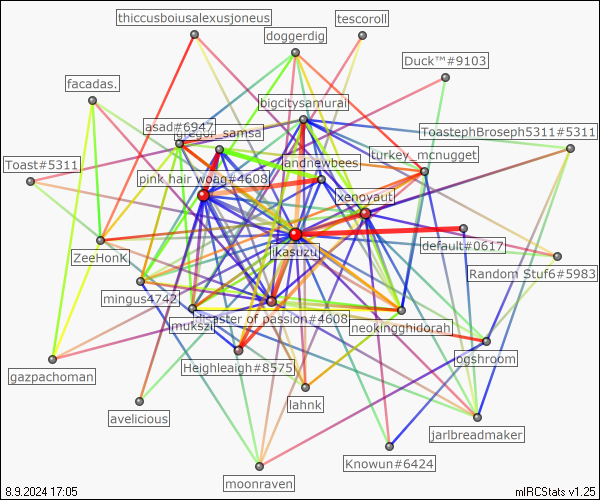 thiccusboiusalexusjoneus
tescoroll
doggerdig
Duck™#9103
facadas.
bigcitysamurai
asad#6947
gregor_samsa
ToastephBroseph5311#5311
Toast#5311
landnewbees
turkey_mcnugget
pink hair woag#4608
xenoyaut
ZeeHonK
ikasuzu
default#0617
Random Stuf6#5983
mingus4742
mukszi
disaster of passion#4608
neokingghidorah
Heighleaigh#8575
ogshroom
gazpachoman
avelicious
lahnk
jarlbreadmaker
Knowun#6424
moonraven
8.9.2024 17:05
mIRCStats v1.25